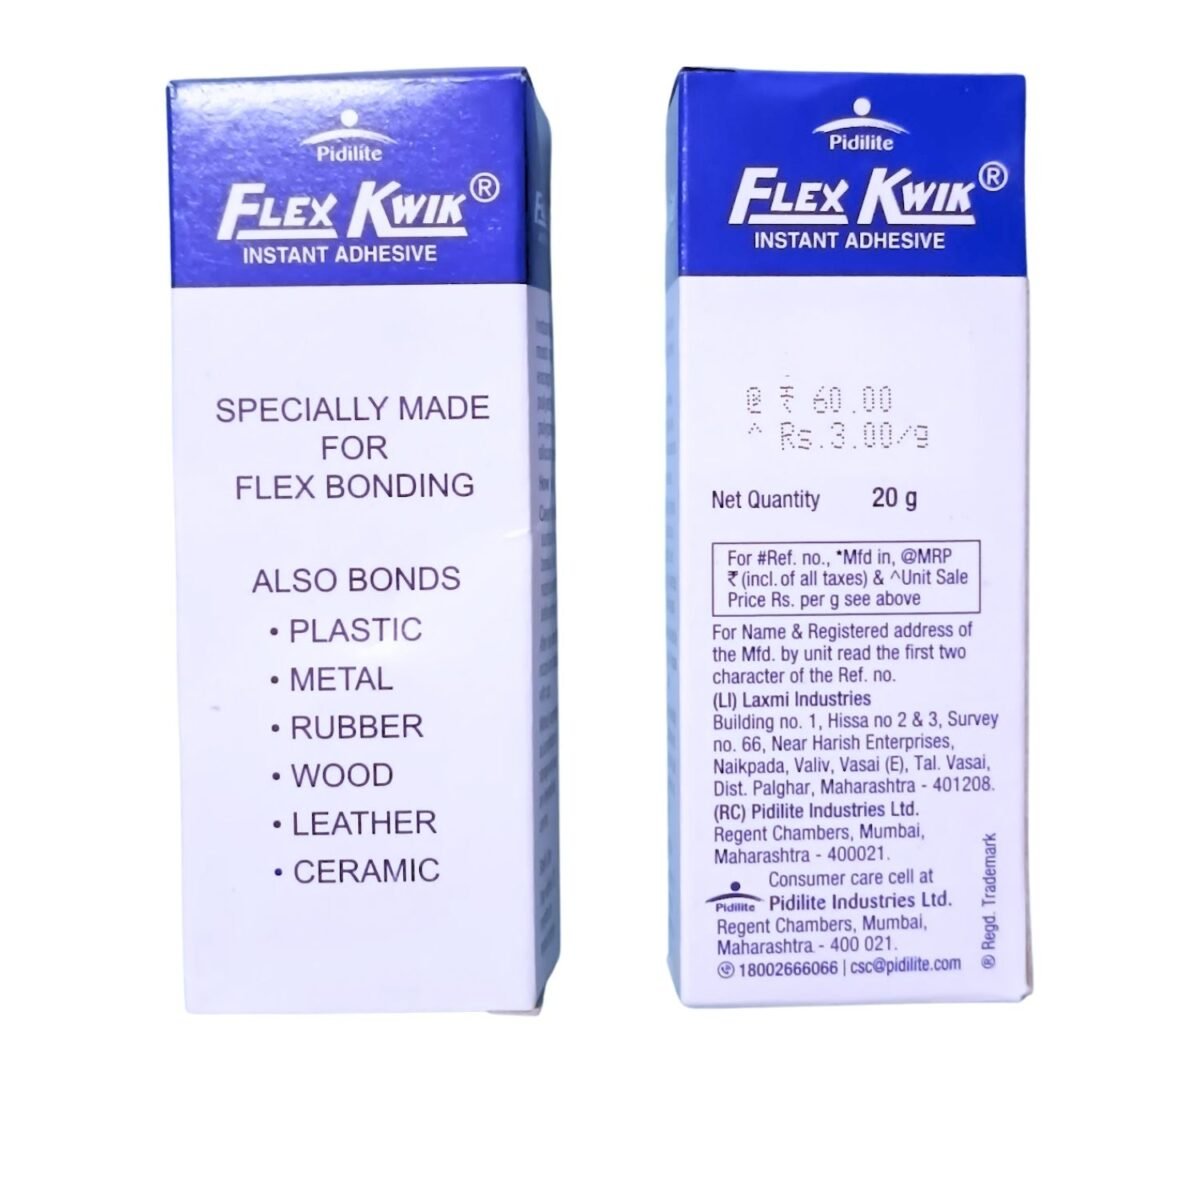 Pidilite
FLEX KWIK®
INSTANT ADHESIVE
SPECIALLY MADE
FOR
FLEX BONDING
ALSO BONDS
• PLASTIC
• METAL
• RUBBER
• WOOD
• LEATHER
• CERAMIC
Pidilite
FLEX KWIK®
INSTANT ADHESIVE
@ ₹ 60.00
^ Rs.3.00/g
Net Quantity 20 g
For #Ref. no., *Mfd in, @MRP
₹ (incl. of all taxes) & ^Unit Sale
Price Rs. per g see above
For Name & Registered address of
the Mfd. by unit read the first two
character of the Ref. no.
(LI) Laxmi Industries
Building no. 1, Hissa no 2 & 3, Survey
no. 66, Near Harish Enterprises,
Naikpada, Valiv, Vasai (E), Tal. Vasai,
Dist. Palghar, Maharashtra - 401208.
(RC) Pidilite Industries Ltd.
Regent Chambers, Mumbai,
Maharashtra - 400021.
Consumer care cell at
Pidilite Pidilite Industries Ltd.
Regent Chambers, Mumbai,
Maharashtra - 400 021.
18002666066 | csc@pidilite.com
® Regd. Trademark